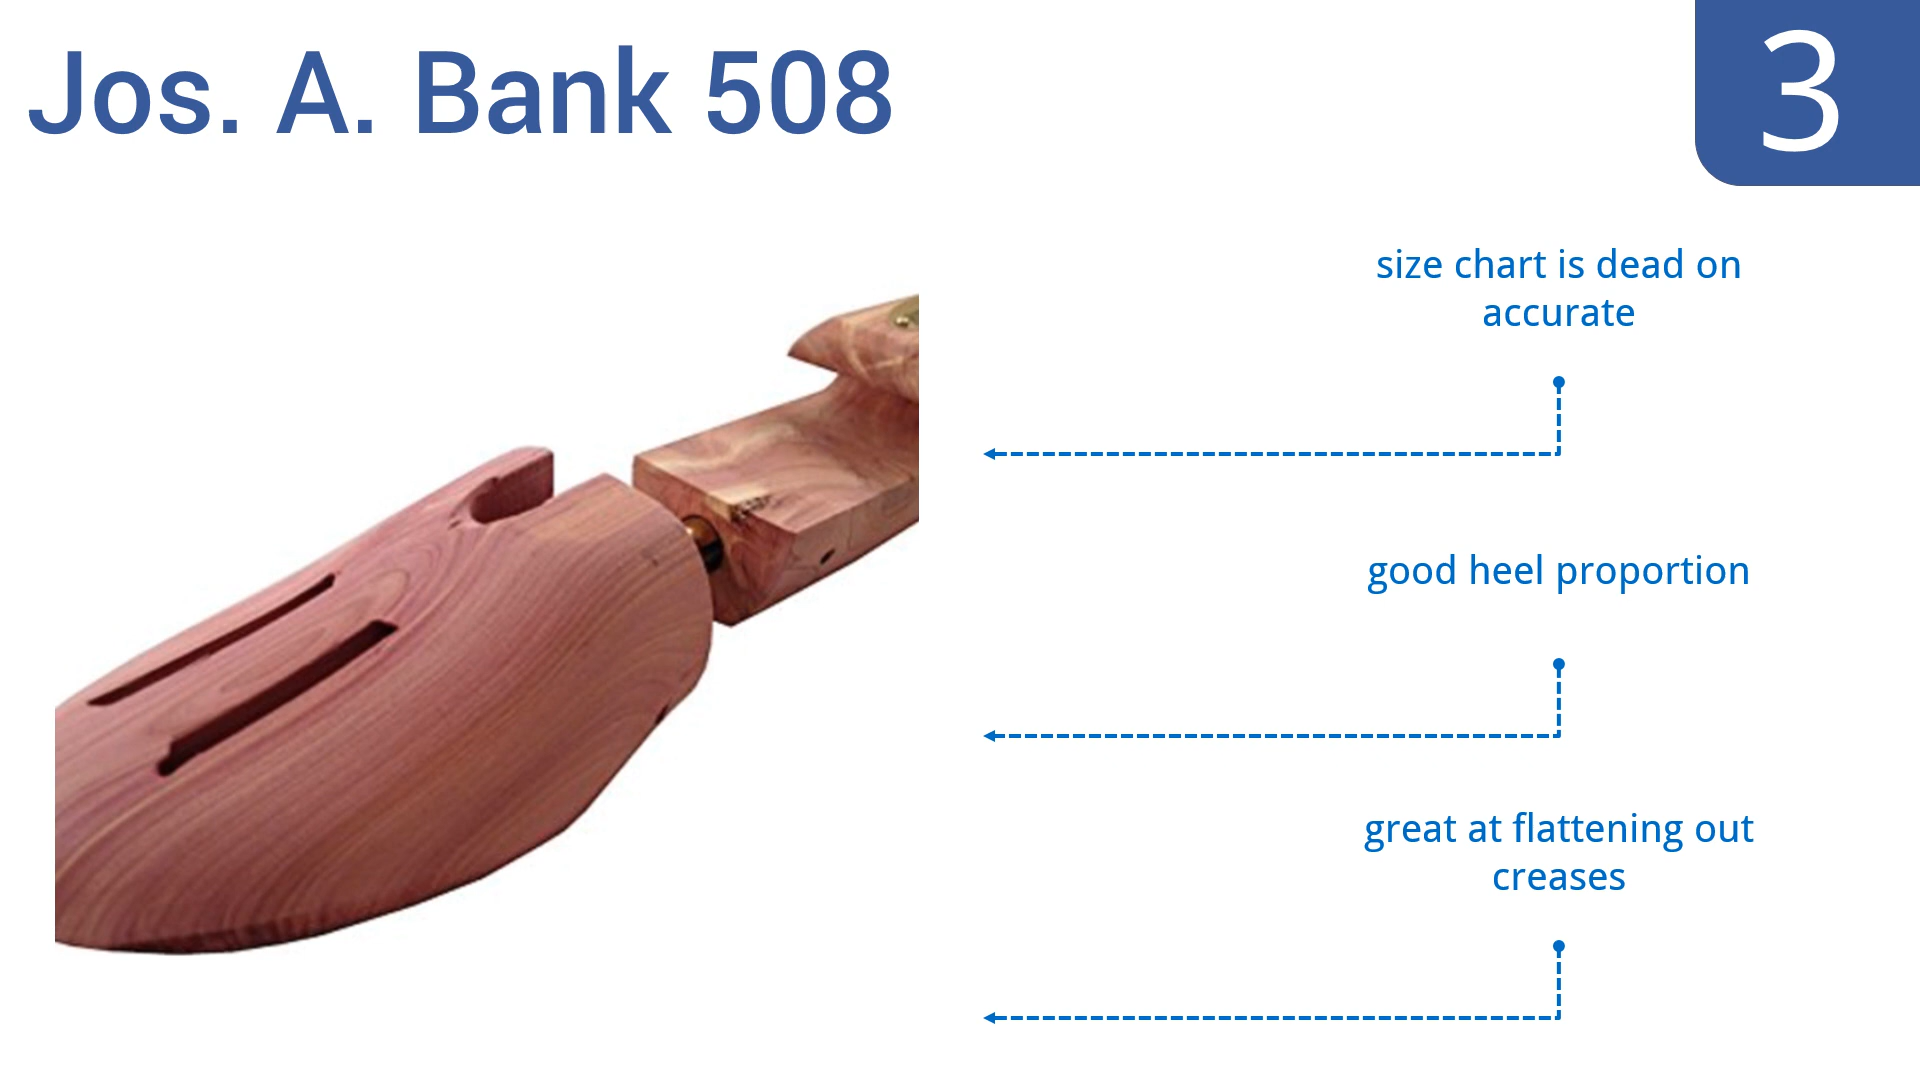 Jos. A. Bank 508
3
size chart is dead on
accurate
good heel proportion
great at flattening out
creases